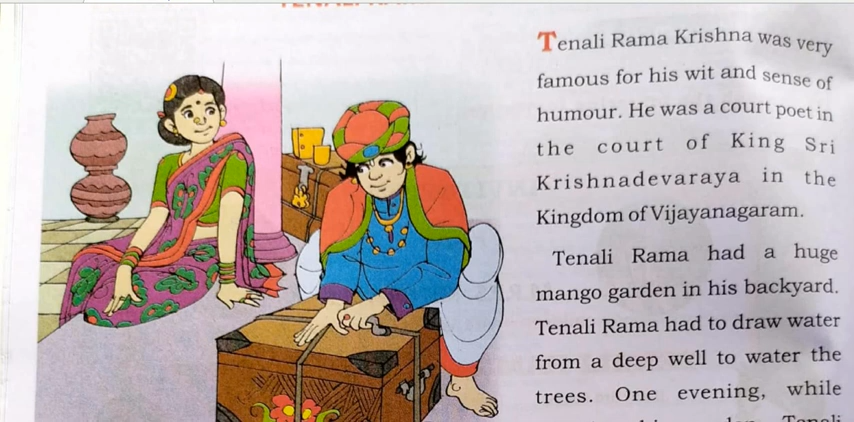 Tenali Rama Krishna was very
famous for his wit and sense of
humour. He was a court poet in
the court of King Sri
Krishnadevaraya in the
Kingdom of Vijayanagaram.
Tenali Rama had a huge
mango garden in his backyard.
Tenali Rama had to draw water
from a deep well to water the
trees. One evening, while
Tenali